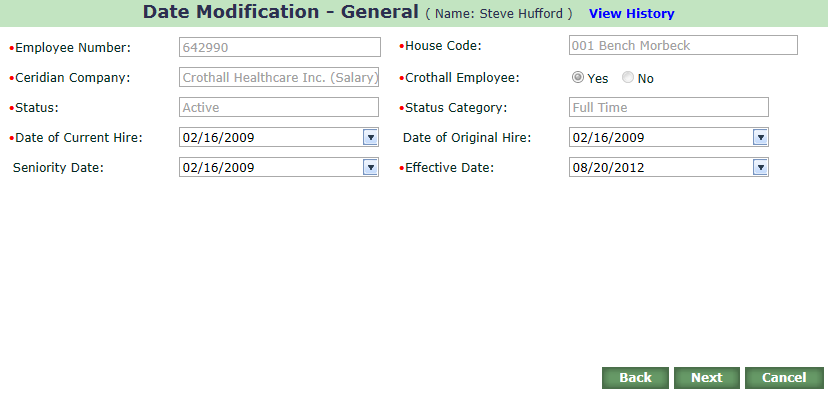 Date Modification - General ( Name: Steve Hufford ) View History
•Employee Number: 642990 •House Code: 001 Bench Morbeck
•Ceridian Company: Crothall Healthcare Inc. (Salary) •Crothall Employee: Yes No
•Status: Active •Status Category: Full Time
•Date of Current Hire: 02/16/2009 Date of Original Hire: 02/16/2009
Seniority Date: 02/16/2009 •Effective Date: 08/20/2012
Back Next Cancel